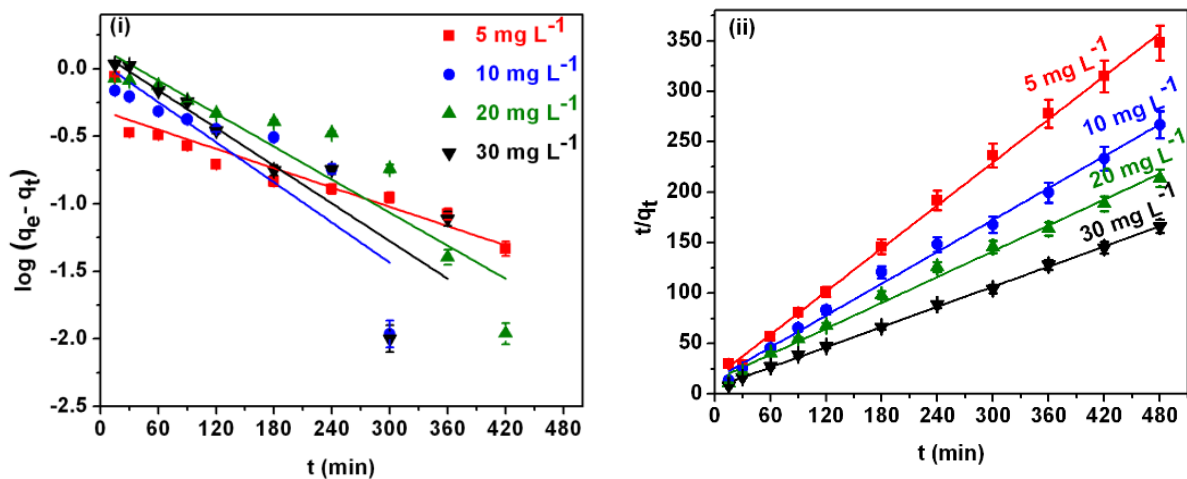 (i)
5 mg L-1
10 mg L-1
20 mg L-1
30 mg L-1
0.0
-0.5
-1.0
-1.5
-2.0
-2.5
log (qe- qt)
0 60 120 180 240 300 360 420 480
t (min)
(ii)
350
300
250
200
150
100
50
0
t/qt
5 mg L-1
10 mg L-1
20 mg L-1
30 mg L-1
0 60 120 180 240 300 360 420 480
t (min)